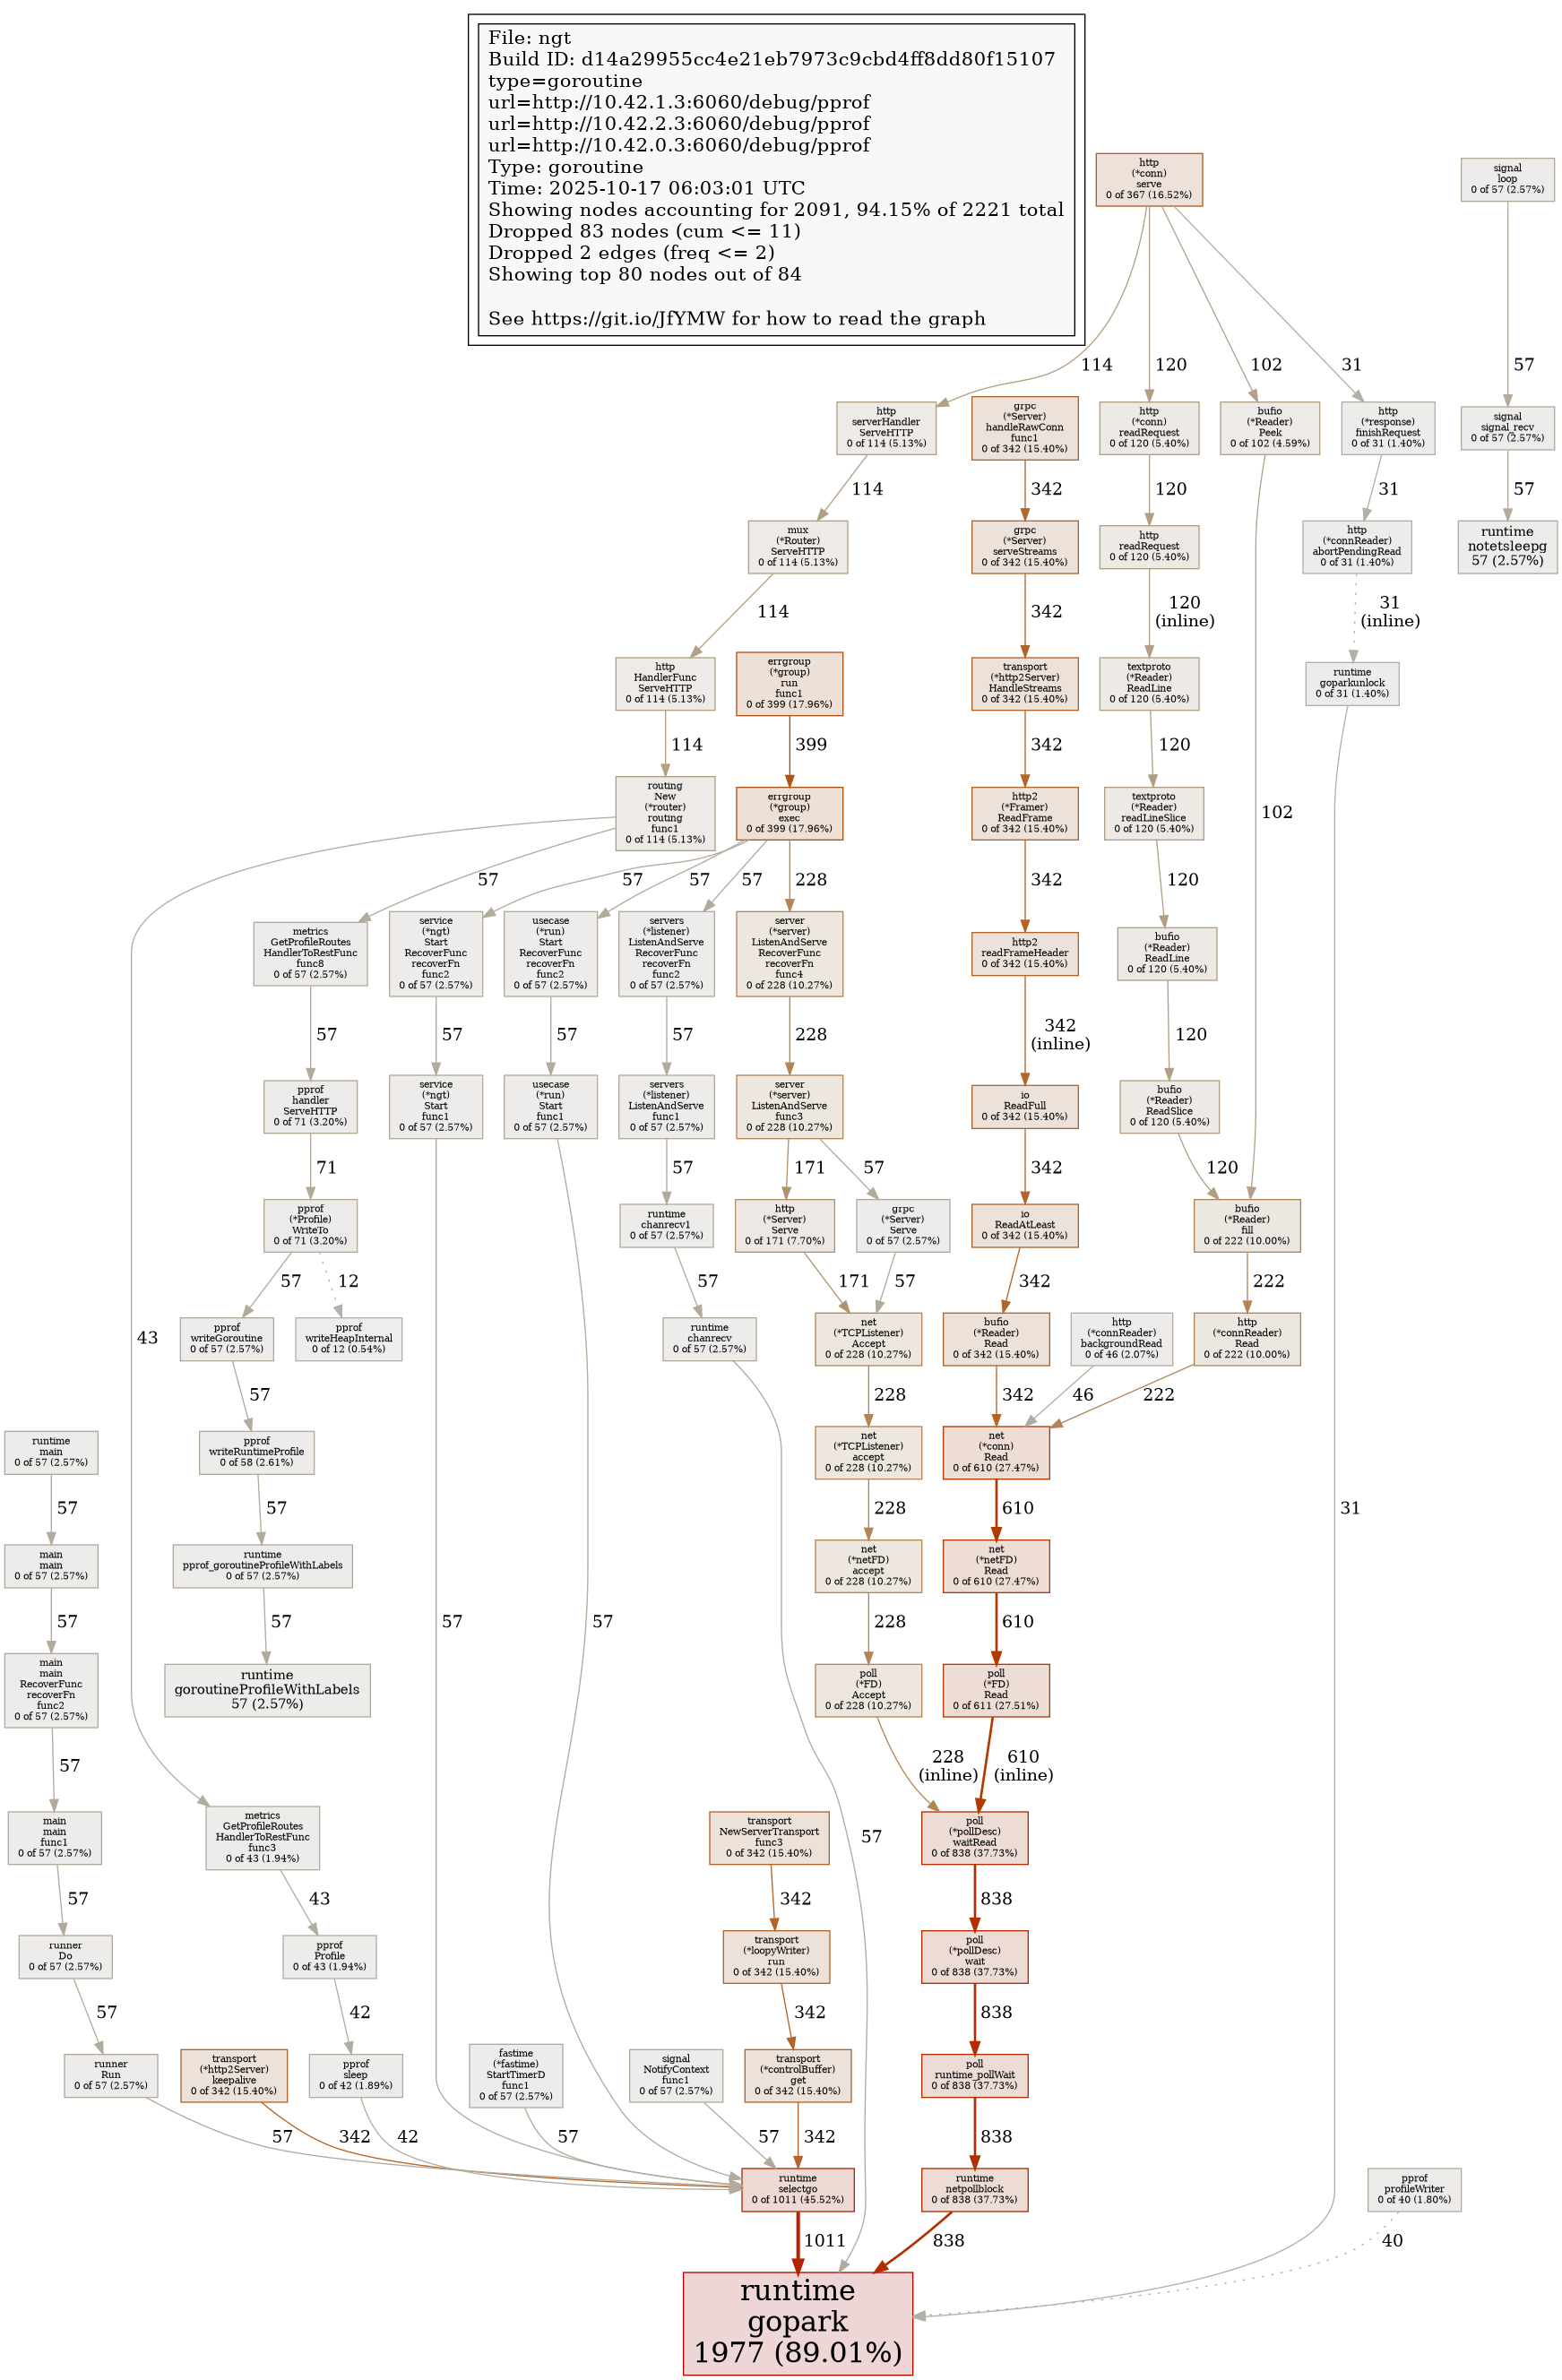 File: ngt
Build ID: d14a29955cc4e21eb7973c9cbd4ff8dd80f15107
type=goroutine
url=http://10.42.1.3:6060/debug/pprof
url=http://10.42.2.3:6060/debug/pprof
url=http://10.42.0.3:6060/debug/pprof
Type: goroutine
Time: 2025-10-17 06:03:01 UTC
Showing nodes accounting for 2091, 94.15% of 2221 total
Dropped 83 nodes (cum <= 11)
Dropped 2 edges (freq <= 2)
Showing top 80 nodes out of 84
See https://git.io/JfYMW for how to read the graph
http
(*conn)
serve
0 of 367 (16.52%)
signal
loop
0 of 57 (2.57%)
114
120
102
31
57
http
serverHandler
ServeHTTP
0 of 114 (5.13%)
grpc
(*Server)
handleRawConn
func1
0 of 342 (15.40%)
http
(*conn)
readRequest
0 of 120 (5.40%)
bufio
(*Reader)
Peek
0 of 102 (4.59%)
http
(*response)
finishRequest
0 of 31 (1.40%)
signal
signal_recv
0 of 57 (2.57%)
114
342
120
31
57
mux
(*Router)
ServeHTTP
0 of 114 (5.13%)
grpc
(*Server)
serveStreams
0 of 342 (15.40%)
http
readRequest
0 of 120 (5.40%)
http
(*connReader)
abortPendingRead
0 of 31 (1.40%)
runtime
notetsleepg
57 (2.57%)
114
342
120
(inline)
31
(inline)
http
HandlerFunc
ServeHTTP
0 of 114 (5.13%)
errgroup
(*group)
run
func1
0 of 399 (17.96%)
transport
(*http2Server)
HandleStreams
0 of 342 (15.40%)
textproto
(*Reader)
ReadLine
0 of 120 (5.40%)
runtime
goparkunlock
0 of 31 (1.40%)
114
399
342
120
routing
New
(*router)
routing
func1
0 of 114 (5.13%)
errgroup
(*group)
exec
0 of 399 (17.96%)
http2
(*Framer)
ReadFrame
0 of 342 (15.40%)
textproto
(*Reader)
readLineSlice
0 of 120 (5.40%)
102
57
57
57
57
228
342
120
metrics
GetProfileRoutes
HandlerToRestFunc
func8
0 of 57 (2.57%)
service
(*ngt)
Start
RecoverFunc
recoverFn
func2
0 of 57 (2.57%)
usecase
(*run)
Start
RecoverFunc
recoverFn
func2
0 of 57 (2.57%)
servers
(*listener)
ListenAndServe
RecoverFunc
recoverFn
func2
0 of 57 (2.57%)
server
(*server)
ListenAndServe
RecoverFunc
recoverFn
func4
0 of 228 (10.27%)
http2
readFrameHeader
0 of 342 (15.40%)
bufio
(*Reader)
ReadLine
0 of 120 (5.40%)
57
57
57
57
228
342
(inline)
120
pprof
handler
ServeHTTP
0 of 71 (3.20%)
service
(*ngt)
Start
func1
0 of 57 (2.57%)
usecase
(*run)
Start
func1
0 of 57 (2.57%)
servers
(*listener)
ListenAndServe
func1
0 of 57 (2.57%)
server
(*server)
ListenAndServe
func3
0 of 228 (10.27%)
io
ReadFull
0 of 342 (15.40%)
bufio
(*Reader)
ReadSlice
0 of 120 (5.40%)
71
57
171
57
342
120
pprof
(*Profile)
WriteTo
0 of 71 (3.20%)
runtime
chanrecv1
0 of 57 (2.57%)
http
(*Server)
Serve
0 of 171 (7.70%)
grpc
(*Server)
Serve
0 of 57 (2.57%)
io
ReadAtLeast
0 of 342 (15.40%)
bufio
(*Reader)
fill
0 of 222 (10.00%)
57
12
57
171
57
342
222
43
pprof
writeGoroutine
0 of 57 (2.57%)
pprof
writeHeapInternal
0 of 12 (0.54%)
runtime
chanrecv
0 of 57 (2.57%)
net
(*TCPListener)
Accept
0 of 228 (10.27%)
bufio
(*Reader)
Read
0 of 342 (15.40%)
http
(*connReader)
backgroundRead
0 of 46 (2.07%)
http
(*connReader)
Read
0 of 222 (10.00%)
57
228
342
46
222
runtime
main
0 of 57 (2.57%)
pprof
writeRuntimeProfile
0 of 58 (2.61%)
net
(*TCPListener)
accept
0 of 228 (10.27%)
net
(*conn)
Read
0 of 610 (27.47%)
57
57
228
610
31
main
main
0 of 57 (2.57%)
runtime
pprof_goroutineProfileWithLabels
0 of 57 (2.57%)
net
(*netFD)
accept
0 of 228 (10.27%)
net
(*netFD)
Read
0 of 610 (27.47%)
57
57
57
57
228
610
main
main
RecoverFunc
recoverFn
func2
0 of 57 (2.57%)
runtime
goroutineProfileWithLabels
57 (2.57%)
poll
(*FD)
Accept
0 of 228 (10.27%)
poll
(*FD)
Read
0 of 611 (27.51%)
57
228
(inline)
610
(inline)
main
main
func1
0 of 57 (2.57%)
metrics
GetProfileRoutes
HandlerToRestFunc
func3
0 of 43 (1.94%)
transport
NewServerTransport
func3
0 of 342 (15.40%)
57
poll
(*pollDesc)
waitRead
0 of 838 (37.73%)
57
43
342
838
runner
Do
0 of 57 (2.57%)
pprof
Profile
0 of 43 (1.94%)
transport
(*loopyWriter)
run
0 of 342 (15.40%)
poll
(*pollDesc)
wait
0 of 838 (37.73%)
57
42
342
838
runner
Run
0 of 57 (2.57%)
transport
(*http2Server)
keepalive
0 of 342 (15.40%)
pprof
sleep
0 of 42 (1.89%)
fastime
(*fastime)
StartTimerD
func1
0 of 57 (2.57%)
signal
NotifyContext
func1
0 of 57 (2.57%)
transport
(*controlBuffer)
get
0 of 342 (15.40%)
poll
runtime_pollWait
0 of 838 (37.73%)
57
342
42
57
57
342
838
runtime
selectgo
0 of 1011 (45.52%)
runtime
netpollblock
0 of 838 (37.73%)
pprof
profileWriter
0 of 40 (1.80%)
1011
838
40
runtime
gopark
1977 (89.01%)